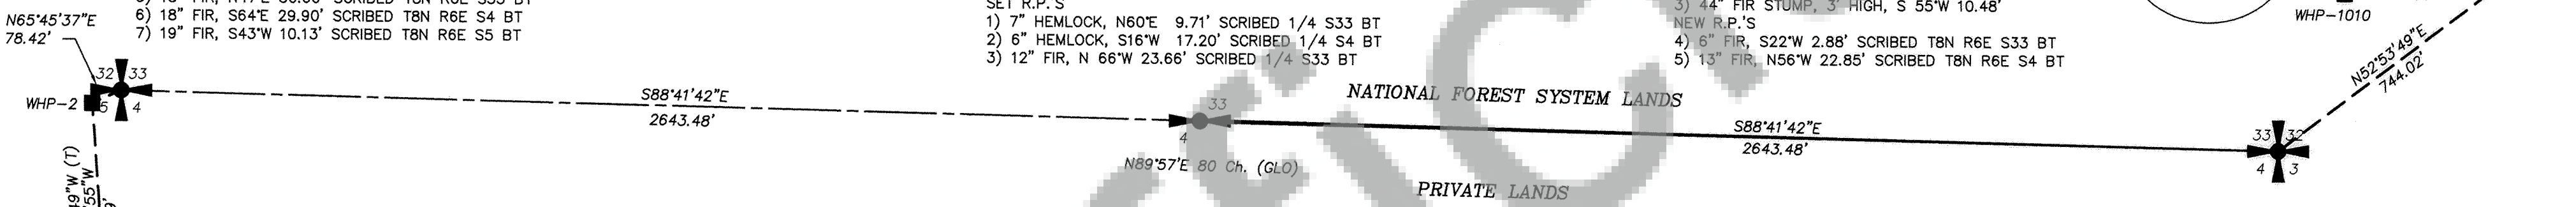 N65°45'37"E
78.42'
6) 18" FIR, S64°E 29.90' SCRIBED T8N R6E S4 BT
7) 19" FIR, S43°W 10.13' SCRIBED T8N R6E S5 BT
SET R.P.'S
1) 7" HEMLOCK, N60°E 9.71' SCRIBED 1/4 S33 BT
2) 6" HEMLOCK, S16°W 17.20' SCRIBED 1/4 S4 BT
3) 12" FIR, N 66°W 23.66' SCRIBED 1/4 S33 BT
3) 44" FIR STUMP, 3' HIGH, S 55°W 10.48'
NEW R.P.'S
4) 6" FIR, S22°W 2.88' SCRIBED T8N R6E S33 BT
5) 13" FIR, N56°W 22.85' SCRIBED T8N R6E S4 BT
WHP-1010
N52°53'49"E
744.02'
32 33
5 4
WHP-2
S88°41'42"E
2643.48'
33
4
N89°57'E 80 Ch. (GLO)
NATIONAL FOREST SYSTEM LANDS
S88°41'42"E
2643.48'
PRIVATE LANDS
33 32
4 3
49"W (T)
55"W